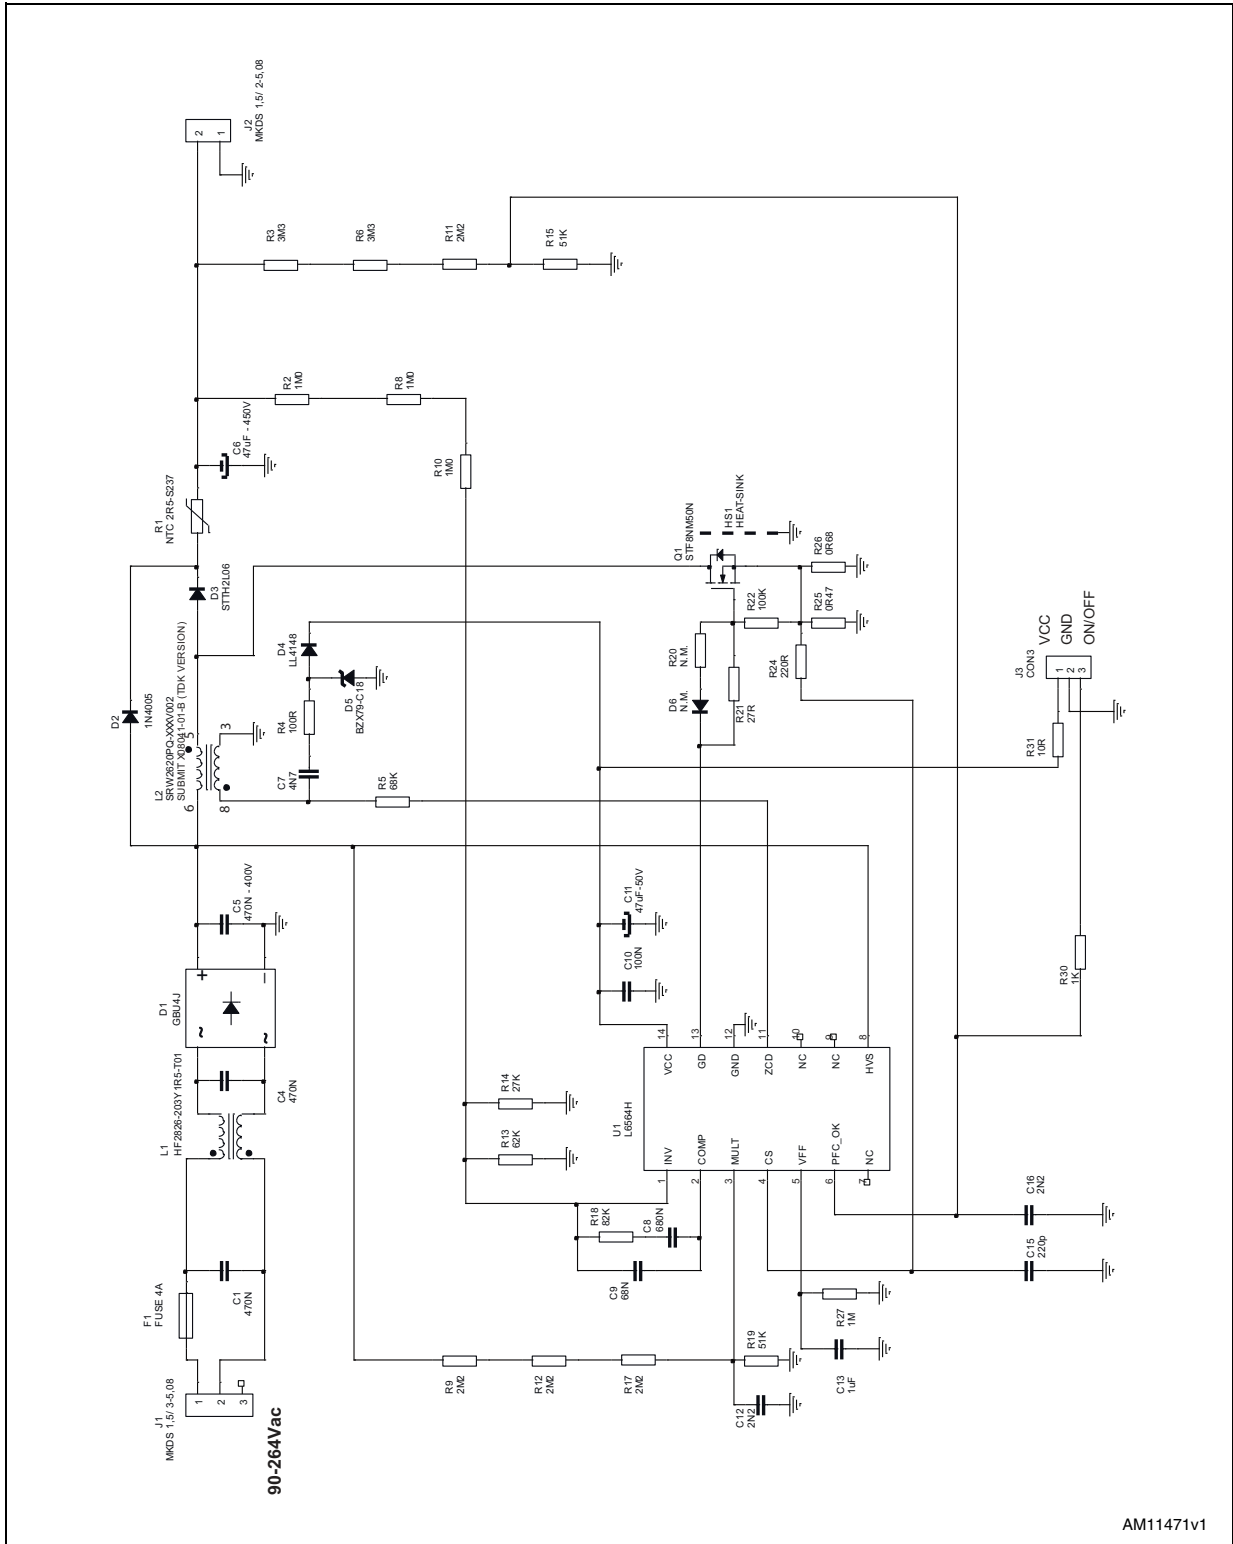 J1
MKDS 1,5/ 3-5,08
1
2
3
90-264Vac
F1
FUSE 4A
C1
470N
L1
HF2826-203Y1R5-T01
C4
470N
D1
GBU4J
~
~
+
–
C5
470N - 400V
D2
1N4005
L2
SRW2620PQ-XXXV002
SUBMIT X08041-01-B (TDK VERSION)
6
5
8
3
D3
STTH2L06
R1
NTC 2R5-S237
C6
47uF - 450V
J2
MKDS 1,5/ 2-5,08
2
1
R3
3M3
R6
3M3
R11
2M2
R15
51K
R2
1M0
R8
1M0
R10
1M0
D4
LL4148
R4
100R
D5
BZX79-C18
C7
4N7
R5
68K
Q1
STF8NM50N
HS1
HEAT-SINK
R20
N.M.
D6
N.M.
R21
27R
R22
100K
R24
220R
R25
0R47
R26
0R68
J3
CON3
1
2
3
VCC
GND
ON/OFF
R31
10R
R30
1K
C11
47uF-50V
C10
100N
R14
27K
R13
62K
U1
L6564H
INV
COMP
MULT
CS
VFF
PFC_OK
NC
1
2
3
4
5
6
7
VCC
GD
GND
ZCD
NC
NC
HVS
14
13
12
11
10
9
8
R18
82K
C8
680N
C9
68N
R9
2M2
R12
2M2
R17
2M2
R19
51K
C12
2N2
C13
1uF
R27
1M
C15
220p
C16
2N2
AM11471v1